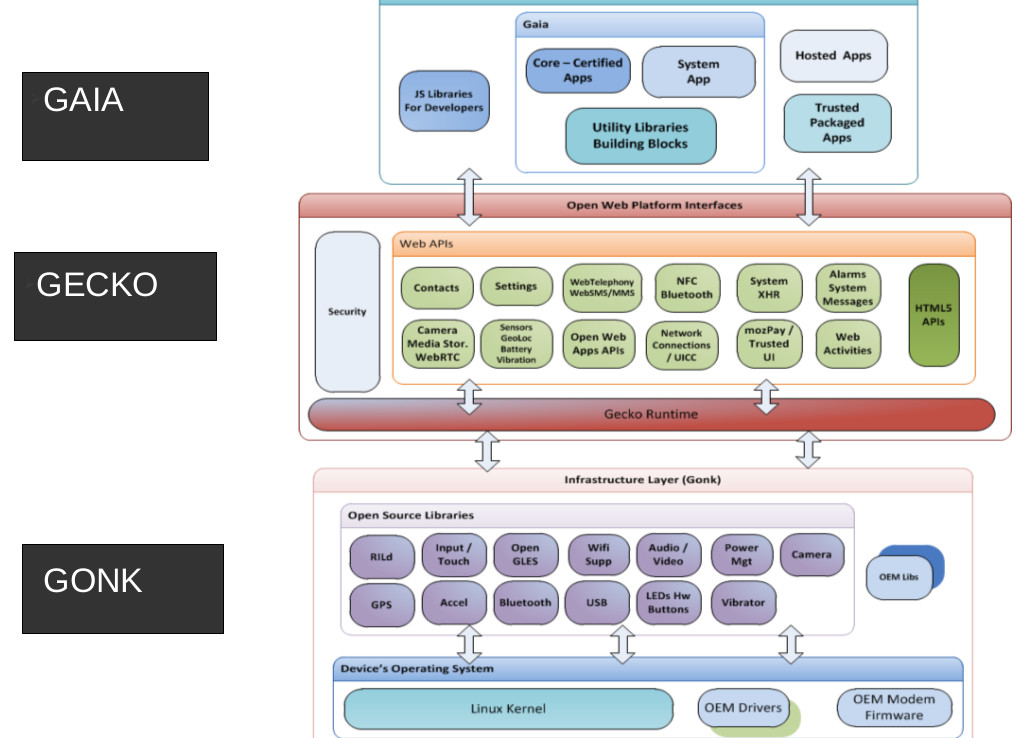 GAIA
Gaia
JS Libraries
For Developers
Core – Certified
Apps
System
App
Utility Libraries
Building Blocks
Hosted Apps
Trusted
Packaged
Apps
GECKO
Open Web Platform Interfaces
Security
Web APIs
Contacts
Settings
WebTelephony
WebSMS/MMS
NFC
Bluetooth
System
XHR
Alarms
System
Messages
Camera
Media Stor.
WebRTC
Sensors
GeoLoc
Battery
Vibration
Open Web
Apps APIs
Network
Connections
/ UICC
mozPay /
Trusted
UI
Web
Activities
HTML5
APIs
Gecko Runtime
GONK
Infrastructure Layer (Gonk)
Open Source Libraries
RILd
Input /
Touch
Open
GLES
Wifi
Supp
Audio /
Video
Power
Mgt
Camera
GPS
Accel
Bluetooth
USB
LEDs Hw
Buttons
Vibrator
OEM Libs
Device's Operating System
Linux Kernel
OEM Drivers
OEM Modem
Firmware